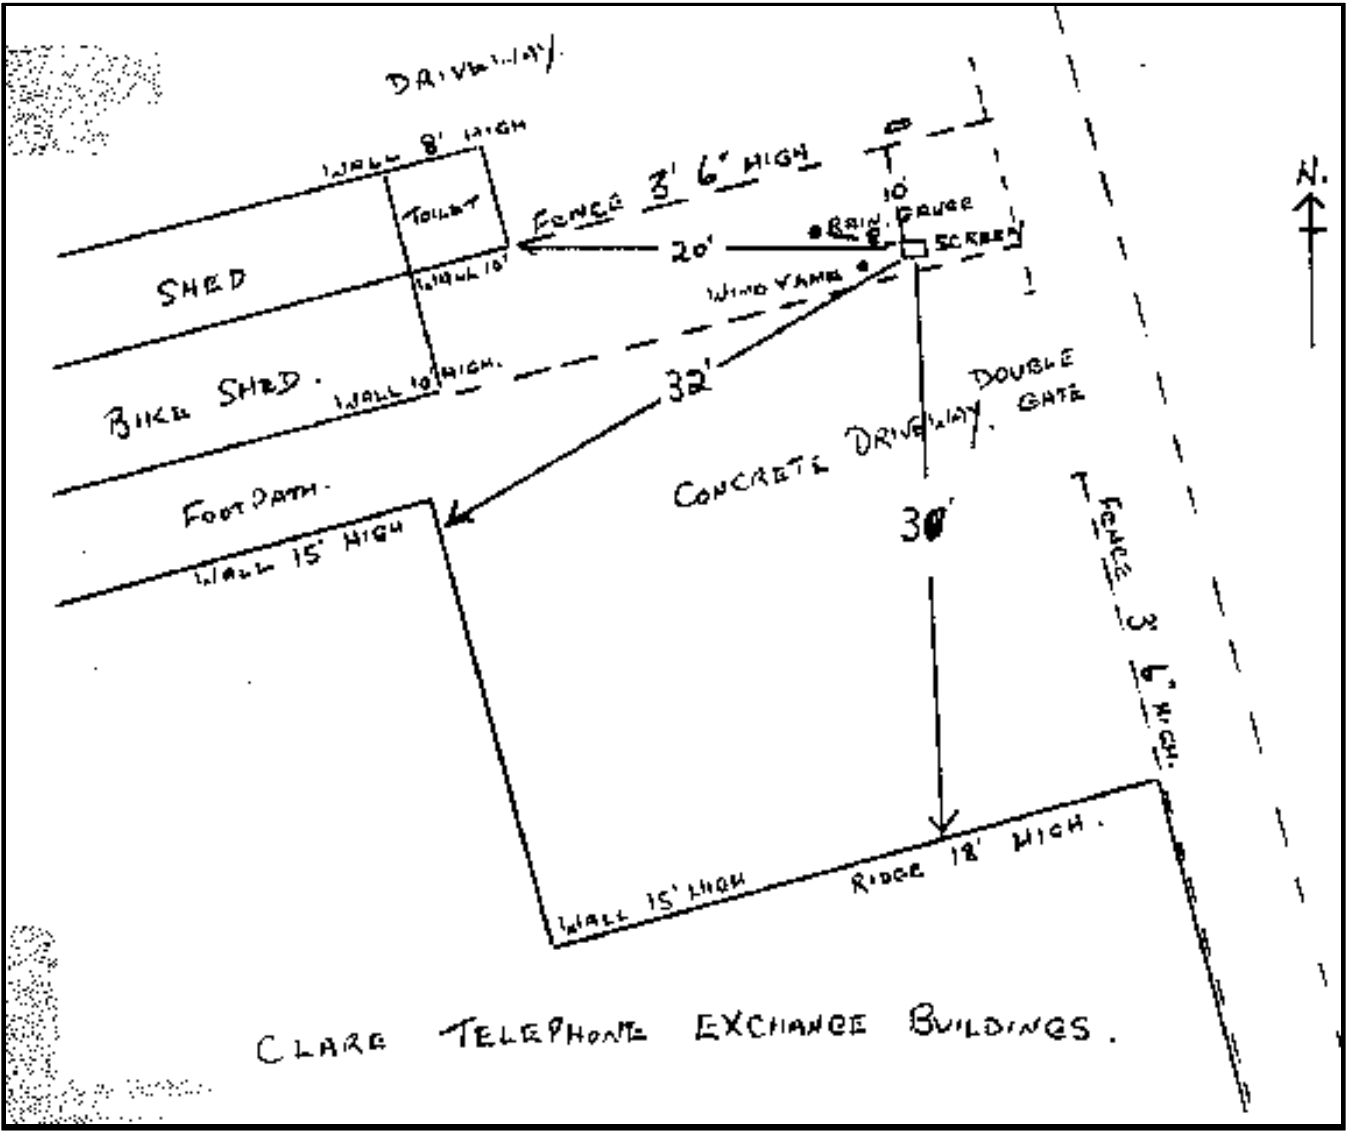 DRIVEWAY.
N.
WALL 8' HIGH
FENCE 3' 6" HIGH
10'
TOILET
RAIN GAUGE
SCREEN
20'
WALL 10'
SHED
WIND VANE
32'
WALL 10' HIGH.
BIKE SHED.
DOUBLE
GATE
CONCRETE DRIVEWAY.
FOOTPATH.
WALL 15' HIGH
30'
FENCE 3 6" HIGH.
WALL 15' HIGH
RIDGE 18' HIGH.
CLARE TELEPHONE EXCHANGE BUILDINGS.